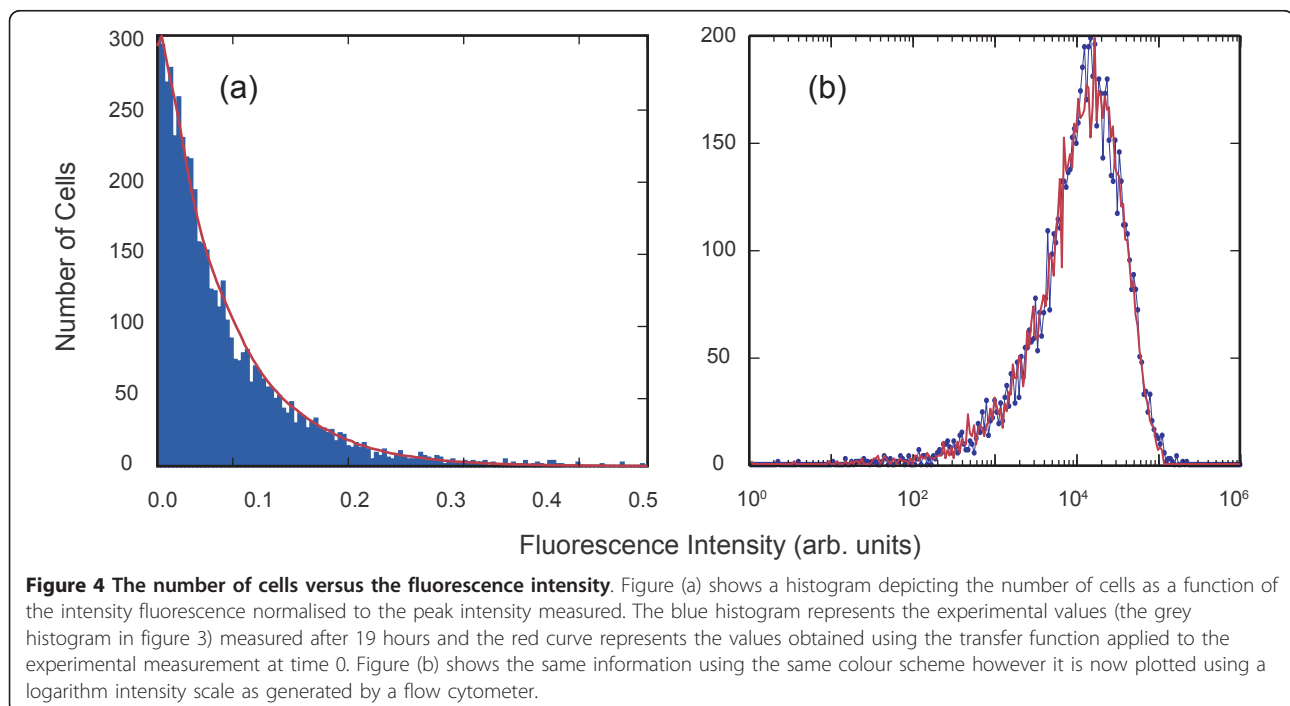 300
250
200
150
100
50
0
Number of Cells
(a)
0.0 0.1 0.2 0.3 0.4 0.5
200
150
100
50
0
(b)
10⁰ 10² 10⁴ 10⁶
Fluorescence Intensity (arb. units)
Figure 4 The number of cells versus the fluorescence intensity. Figure (a) shows a histogram depicting the number of cells as a function of
the intensity fluorescence normalised to the peak intensity measured. The blue histogram represents the experimental values (the grey
histogram in figure 3) measured after 19 hours and the red curve represents the values obtained using the transfer function applied to the
experimental measurement at time 0. Figure (b) shows the same information using the same colour scheme however it is now plotted using a
logarithm intensity scale as generated by a flow cytometer.